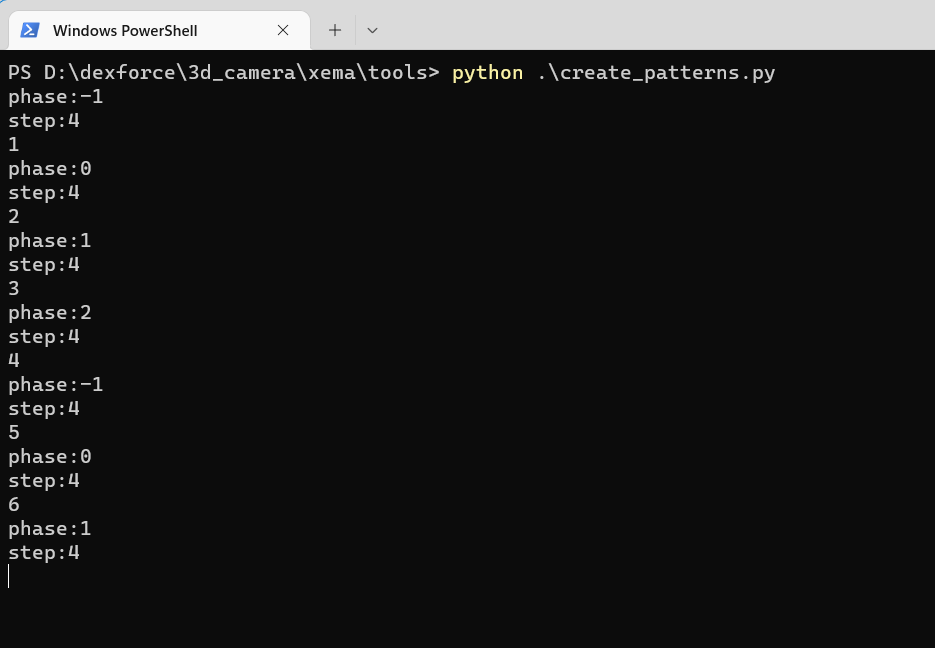 Windows PowerShell
PS D:\dexforce\3d_camera\xema\tools> python .\create_patterns.py
phase:-1
step:4
1
phase:0
step:4
2
phase:1
step:4
3
phase:2
step:4
4
phase:-1
step:4
5
phase:0
step:4
6
phase:1
step:4